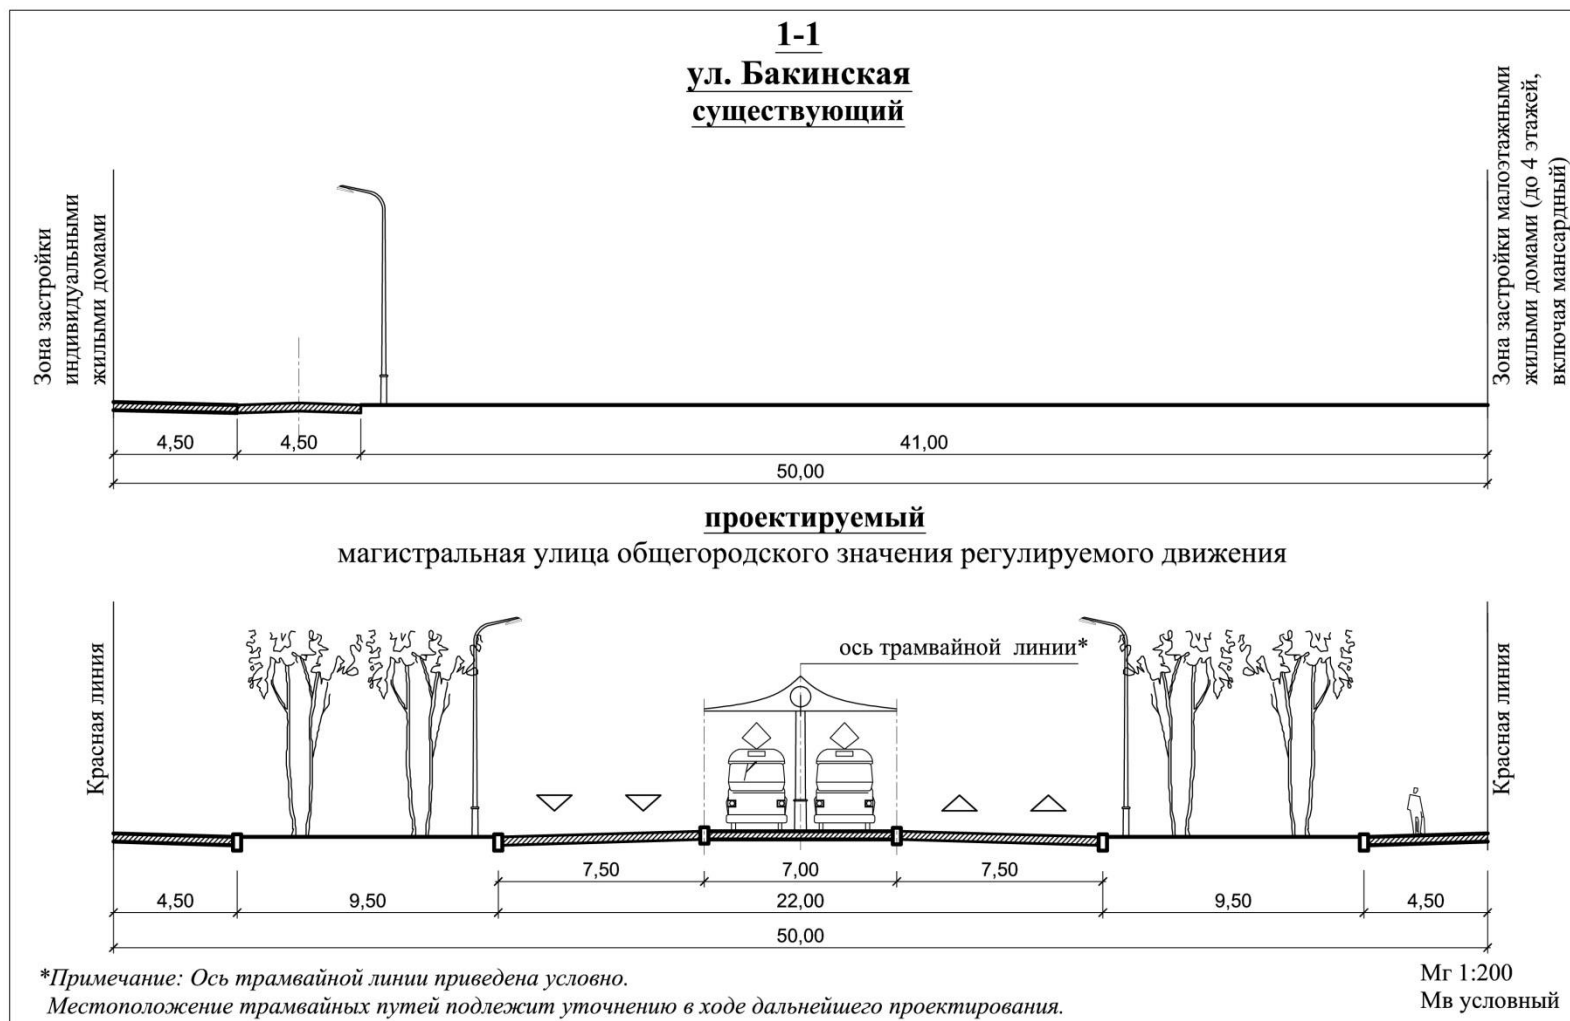 1-1
ул. Бакинская
существующий
Зона застройки
индивидуальными
жилыми домами
Зона застройки малоэтажными
жилыми домами (до 4 этажей,
включая мансардный)
4,50
4,50
41,00
50,00
проектируемый
магистральная улица общегородского значения регулируемого движения
Красная линия
ось трамвайной линии*
Красная линия
7,50
7,00
7,50
4,50
9,50
22,00
9,50
4,50
50,00
*Примечание: Ось трамвайной линии приведена условно.
Местоположение трамвайных путей подлежит уточнению в ходе дальнейшего проектирования.
Мг 1:200
Мв условный